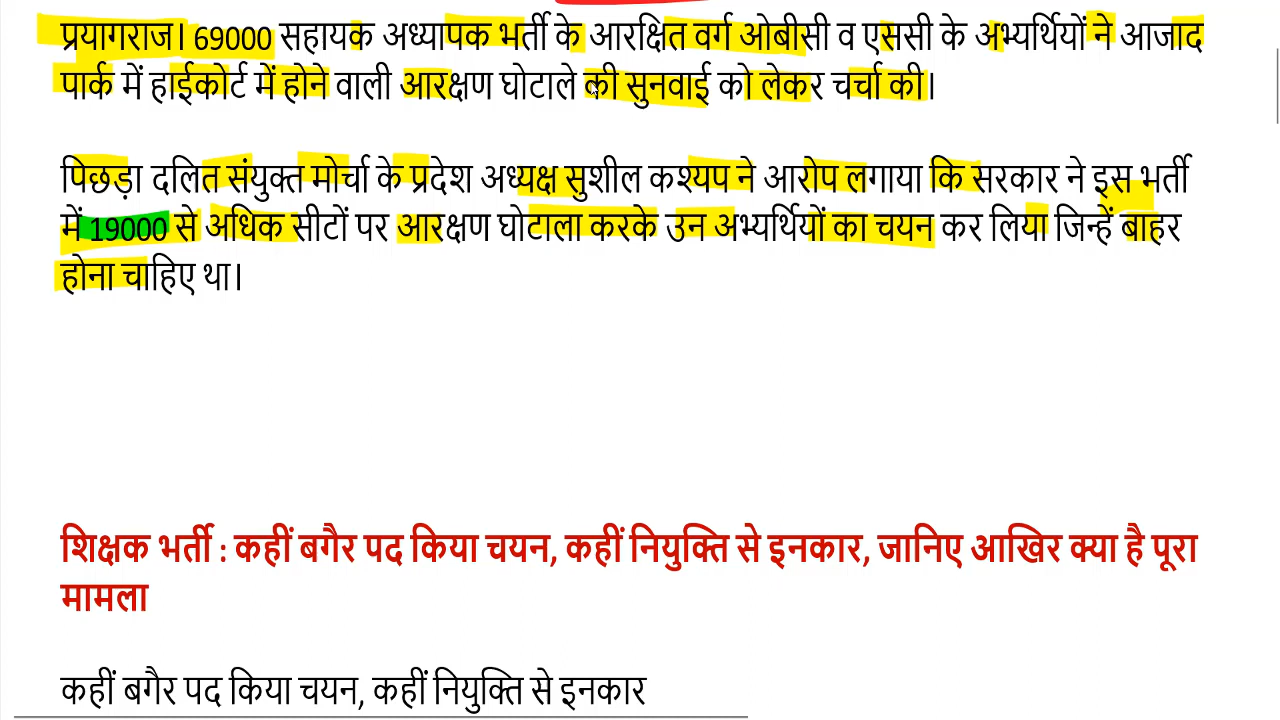 प्रयागराज। 69000 सहायक अध्यापक भर्ती के आरक्षित वर्ग ओबीसी व एससी के अभ्यर्थियों ने आजाद
पार्क में हाईकोर्ट में होने वाली आरक्षण घोटाले की सुनवाई को लेकर चर्चा की।
पिछड़ा दलित संयुक्त मोर्चा के प्रदेश अध्यक्ष सुशील कश्यप ने आरोप लगाया कि सरकार ने इस भर्ती
में 19000 से अधिक सीटों पर आरक्षण घोटाला करके उन अभ्यर्थियों का चयन कर लिया जिन्हें बाहर
होना चाहिए था।
शिक्षक भर्ती : कहीं बगैर पद किया चयन, कहीं नियुक्ति से इनकार, जानिए आखिर क्या है पूरा
मामला
कहीं बगैर पद किया चयन, कहीं नियुक्ति से इनकार